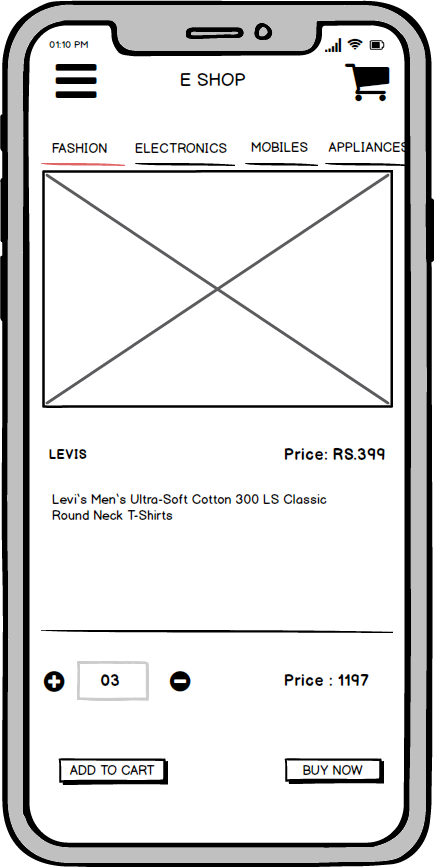 01:10 PM
E SHOP
FASHION ELECTRONICS MOBILES APPLIANCES
LEVIS Price: RS.399
Levi's Men's Ultra-Soft Cotton 300 LS Classic
Round Neck T-Shirts
03 Price : 1197
ADD TO CART BUY NOW